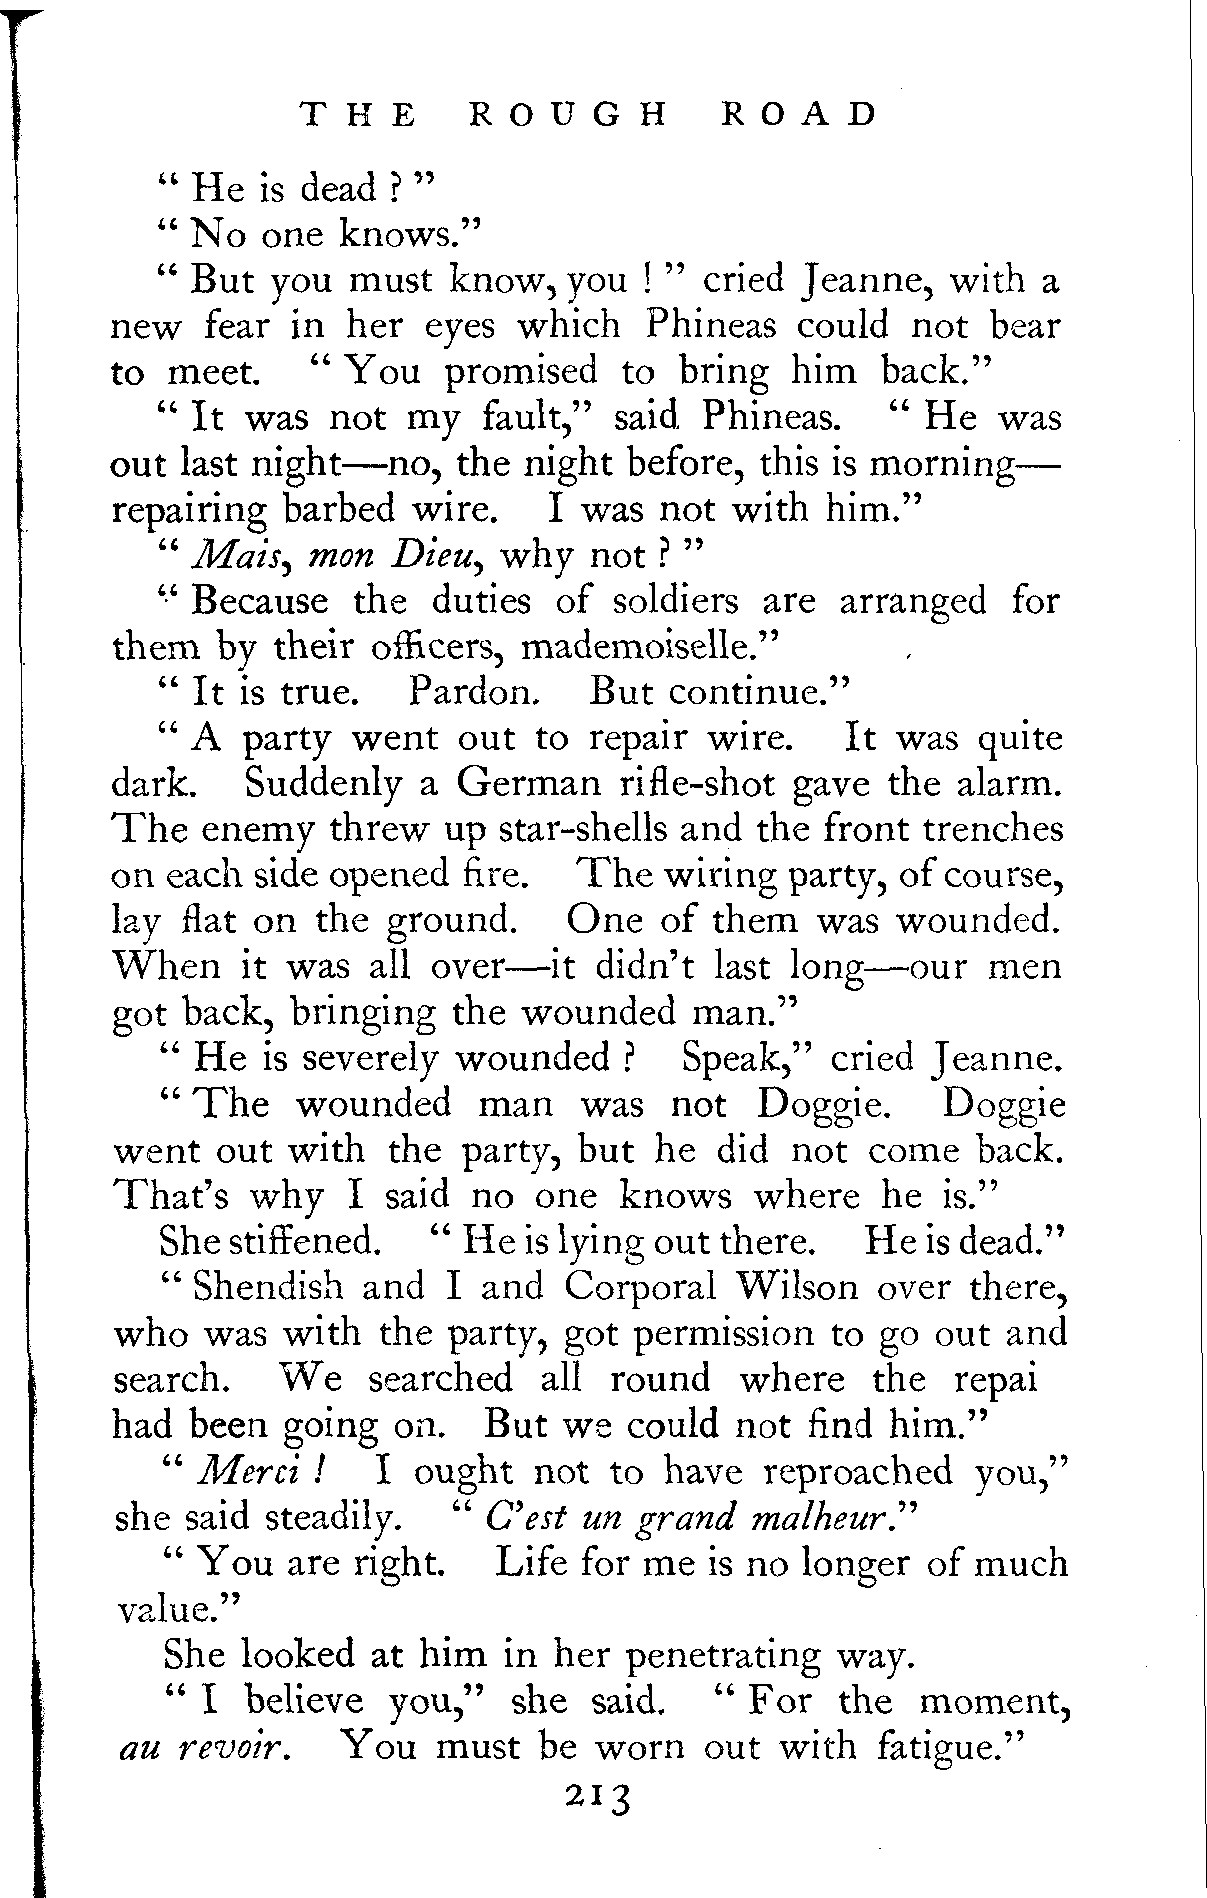 THE ROUGH ROAD
“ He is dead ? ”
“ No one knows.”
“ But you must know, you ! ” cried Jeanne, with a
new fear in her eyes which Phineas could not bear
to meet. “ You promised to bring him back.”
“ It was not my fault,” said Phineas. “ He was
out last night—no, the night before, this is morning—
repairing barbed wire. I was not with him.”
“ Mais, mon Dieu, why not ? ”
“ Because the duties of soldiers are arranged for
them by their officers, mademoiselle.”
“ It is true. Pardon. But continue.”
“ A party went out to repair wire. It was quite
dark. Suddenly a German rifle-shot gave the alarm.
The enemy threw up star-shells and the front trenches
on each side opened fire. The wiring party, of course,
lay flat on the ground. One of them was wounded.
When it was all over—it didn’t last long—our men
got back, bringing the wounded man.”
“ He is severely wounded ? Speak,” cried Jeanne.
“ The wounded man was not Doggie. Doggie
went out with the party, but he did not come back.
That’s why I said no one knows where he is.”
She stiffened. “ He is lying out there. He is dead.”
“ Shendish and I and Corporal Wilson over there,
who was with the party, got permission to go out and
search. We searched all round where the repai
had been going on. But we could not find him.”
“ Merci ! I ought not to have reproached you,”
she said steadily. “ C’est un grand malheur.”
“ You are right. Life for me is no longer of much
value.”
She looked at him in her penetrating way.
“ I believe you,” she said. “ For the moment,
au revoir. You must be worn out with fatigue.”
213